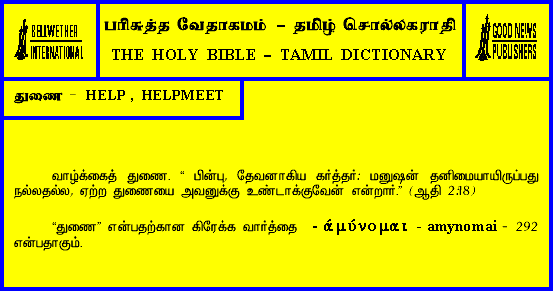 BELLWETHER
INTERNATIONAL
பரிசுத்த வேதாகமம் – தமிழ் சொல்லகராதி
THE HOLY BIBLE – TAMIL DICTIONARY
GOOD NEWS
PUBLISHERS
துணை - HELP , HELPMEET
வாழ்க்கைத் துணை. “ பின்பு, தேவனாகிய கர்த்தர்: மனுஷன் தனிமையாயிருப்பது
நல்லதல்ல, ஏற்ற துணையை அவனுக்கு உண்டாக்குவேன் என்றார்.” (ஆதி 2:18)
“துணை” என்பதற்கான கிரேக்க வார்த்தை - άμύνομαι - amynomai - 292
என்பதாகும்.